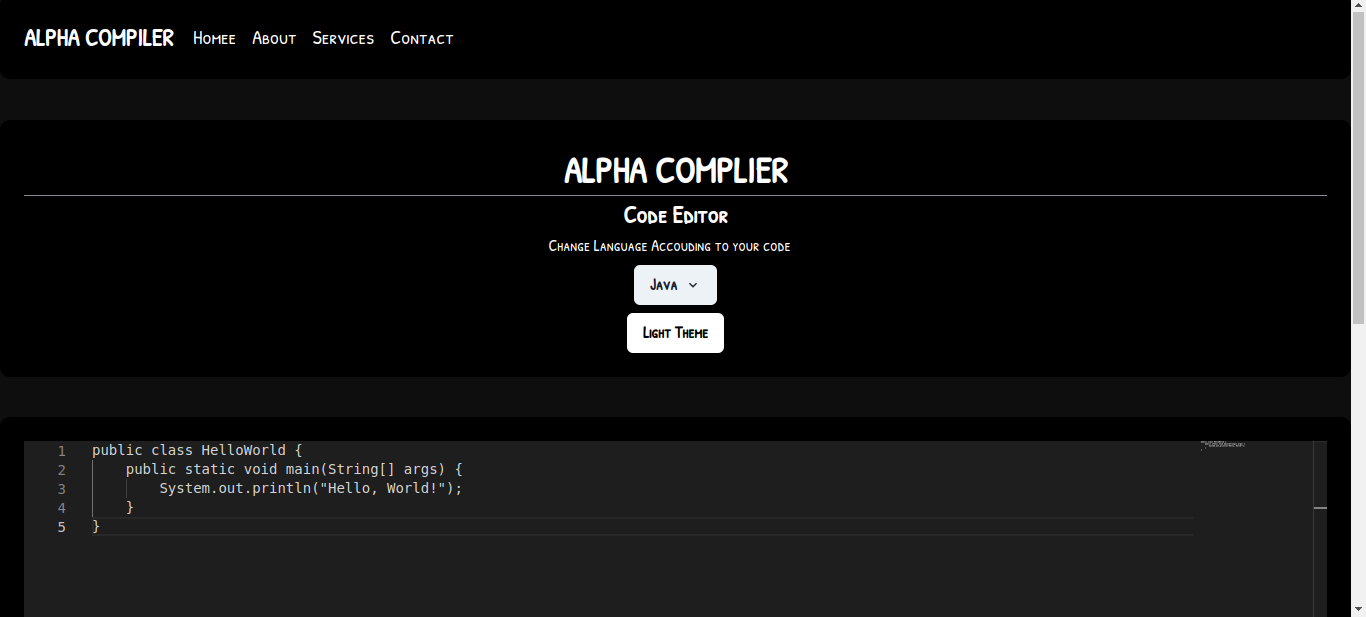 ALPHA COMPILER Homee About Services Contact
ALPHA COMPLIER
Code Editor
Change Language Accouding to your code
Java
Light Theme
1 public class HelloWorld {
2 public static void main(String[] args) {
3 System.out.println("Hello, World!");
4 }
5 }